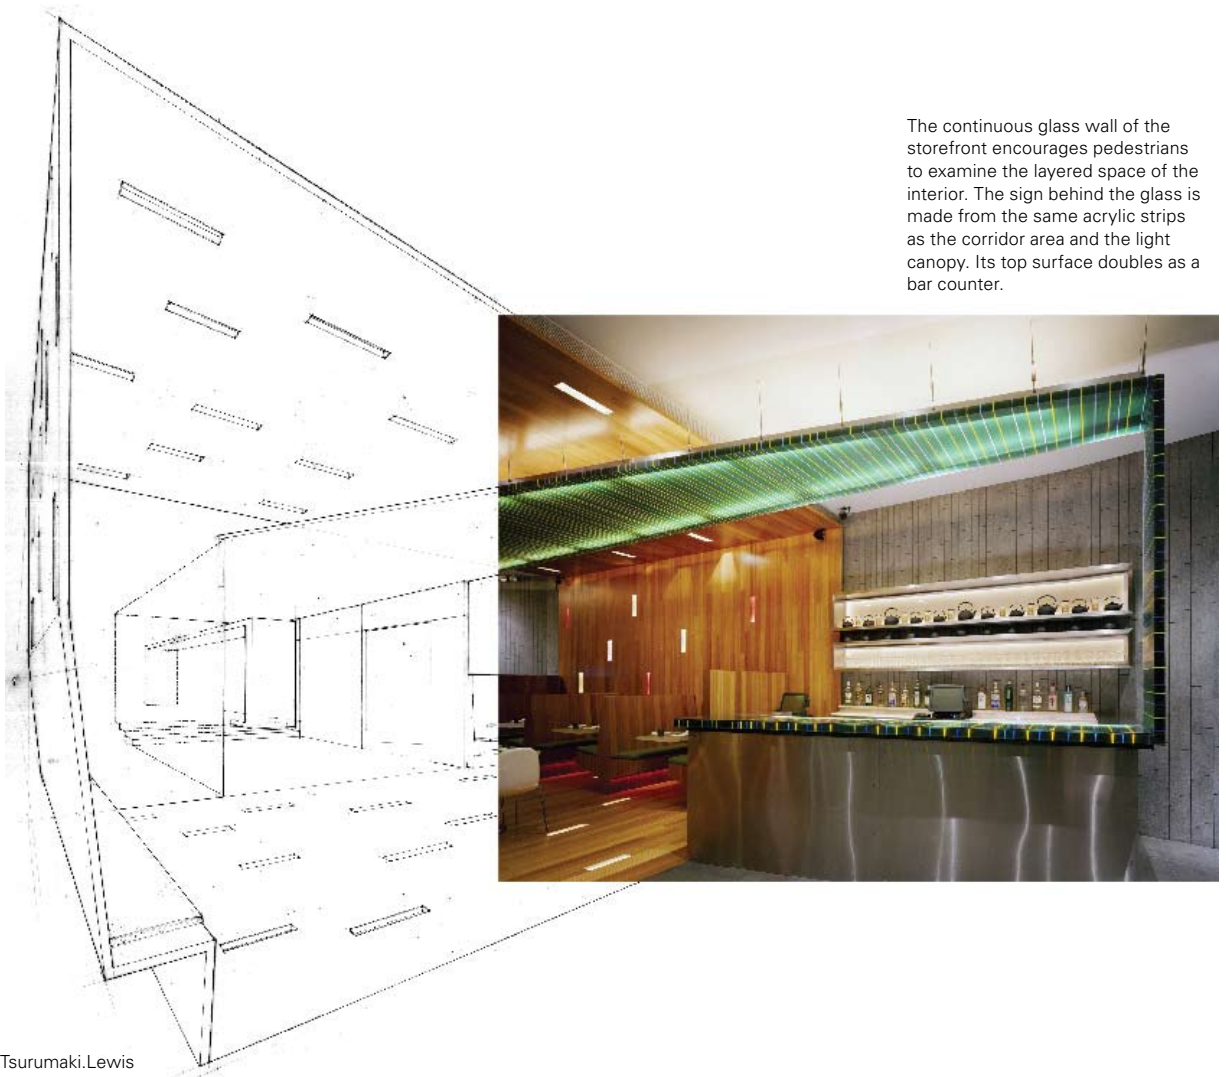 The continuous glass wall of the
storefront encourages pedestrians
to examine the layered space of the
interior. The sign behind the glass is
made from the same acrylic strips
as the corridor area and the light
canopy. Its top surface doubles as a
bar counter.
Tsurumaki.Lewis